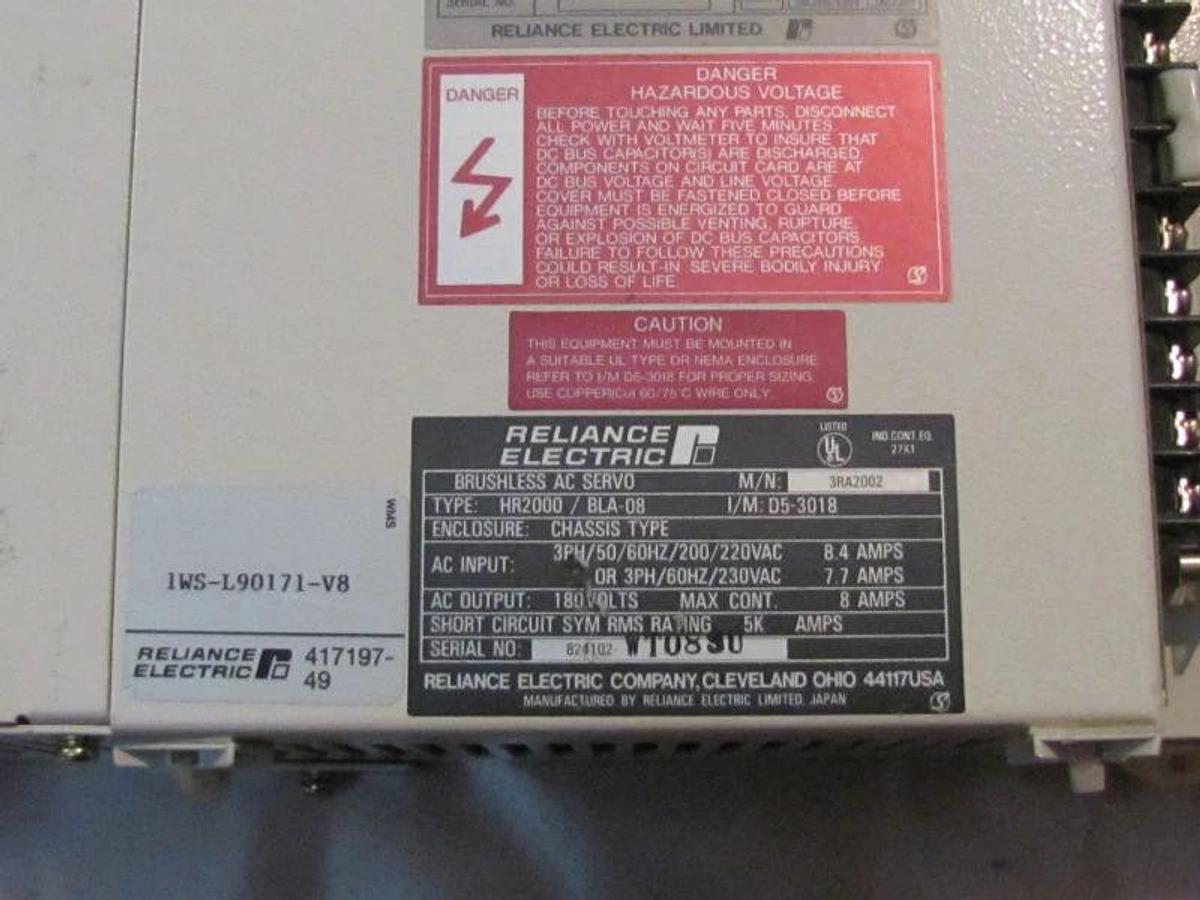 SERIAL NO.
RELIANCE ELECTRIC LIMITED
DANGER
DANGER
HAZARDOUS VOLTAGE
BEFORE TOUCHING ANY PARTS, DISCONNECT
ALL POWER AND WAIT FIVE MINUTES.
CHECK WITH VOLTMETER TO INSURE THAT
DC BUS CAPACITOR(S) ARE DISCHARGED.
COMPONENTS ON CIRCUIT CARD ARE AT
DC BUS VOLTAGE AND LINE VOLTAGE
COVER MUST BE FASTENED CLOSED BEFORE
EQUIPMENT IS ENERGIZED TO GUARD
AGAINST POSSIBLE VENTING, RUPTURE,
OR EXPLOSION OF DC BUS CAPACITORS.
FAILURE TO FOLLOW THESE PRECAUTIONS
COULD RESULT-IN SEVERE BODILY INJURY
OR LOSS OF LIFE.
CAUTION
THIS EQUIPMENT MUST BE MOUNTED IN
A SUITABLE UL TYPE OR NEMA ENCLOSURE.
REFER TO I/M D5-3018 FOR PROPER SIZING.
USE COPPER(Cu) 60/75°C WIRE ONLY.
RELIANCE
ELECTRIC
LISTED
UL
IND.CONT.EQ.
27X1
BRUSHLESS AC SERVO M/N: 3RA2002
TYPE: HR2000 / BLA-08 I/M: D5-3018
ENCLOSURE: CHASSIS TYPE
AC INPUT: 3PH/50/60HZ/200/220VAC 8.4 AMPS
OR 3PH/60HZ/230VAC 7.7 AMPS
AC OUTPUT: 180 VOLTS MAX CONT. 8 AMPS
SHORT CIRCUIT SYM RMS RATING 5K AMPS
SERIAL NO: 824102-
RELIANCE ELECTRIC COMPANY, CLEVELAND OHIO 44117USA
MANUFACTURED BY RELIANCE ELECTRIC LIMITED, JAPAN
WMS
1WS-L90171-V8
RELIANCE
ELECTRIC
417197-
49